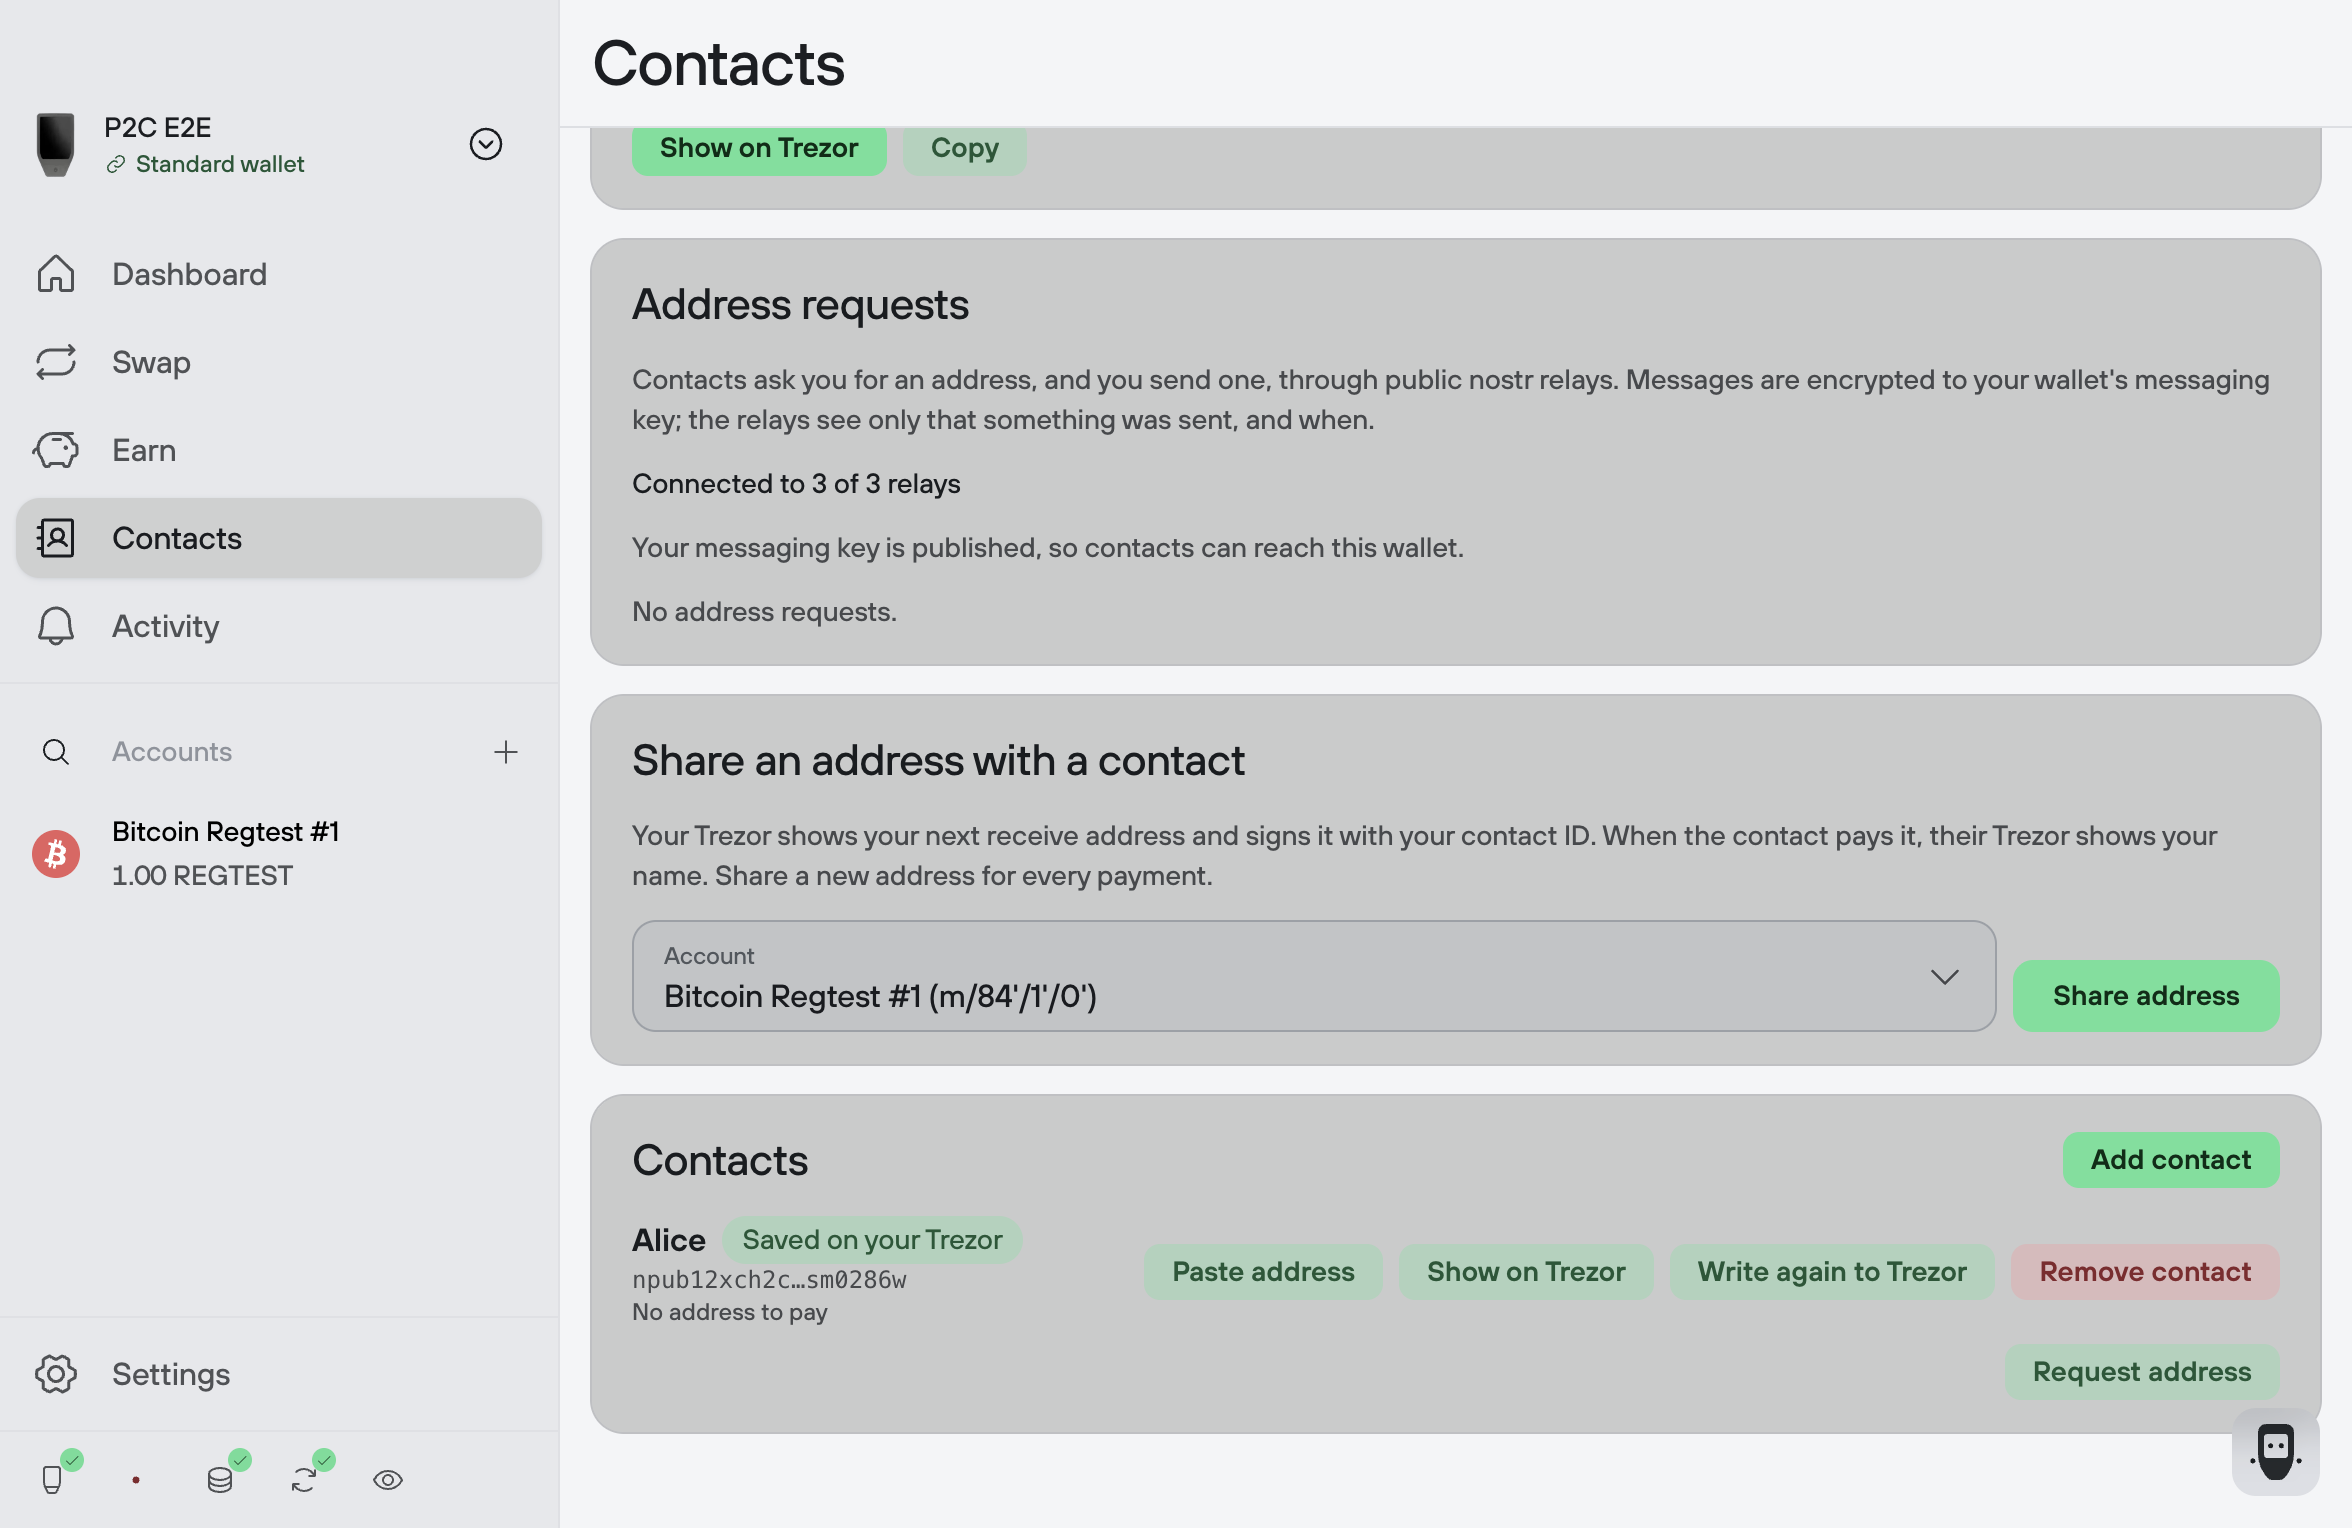 Contacts
P2C E2E
Standard wallet
Dashboard
Swap
Earn
Contacts
Activity
Accounts
Bitcoin Regtest #1
1.00 REGTEST
Settings
Show on Trezor
Copy
Address requests
Contacts ask you for an address, and you send one, through public nostr relays. Messages are encrypted to your wallet's messaging
key; the relays see only that something was sent, and when.
Connected to 3 of 3 relays
Your messaging key is published, so contacts can reach this wallet.
No address requests.
Share an address with a contact
Your Trezor shows your next receive address and signs it with your contact ID. When the contact pays it, their Trezor shows your
name. Share a new address for every payment.
Account
Bitcoin Regtest #1 (m/84'/1'/0')
Share address
Contacts
Add contact
Alice
Saved on your Trezor
npub12xch2c…sm0286w
No address to pay
Paste address
Show on Trezor
Write again to Trezor
Remove contact
Request address